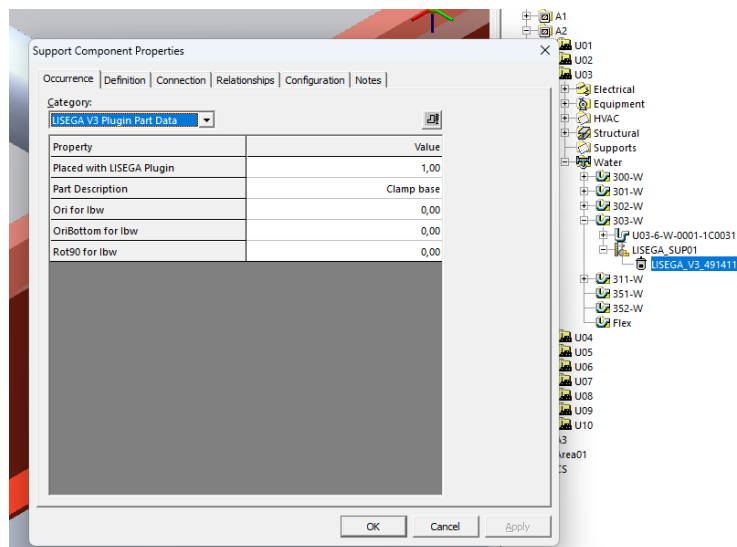 Support Component Properties
Occurrence
Definition
Connection
Relationships
Configuration
Notes
Category:
LISEGA V3 Plugin Part Data
Property Value
Placed with LISEGA Plugin 1,00
Part Description Clamp base
Ori for lbw 0,00
OriBottom for lbw 0,00
Rot90 for lbw 0,00
OK
Cancel
Apply
A1
A2
U01
U02
U03
Electrical
Equipment
HVAC
Structural
Supports
Water
300-W
301-W
302-W
303-W
U03-6-W-0001-1C0031
LISEGA_SUP01
LISEGA_V3_491411
311-W
351-W
352-W
Flex
U04
U05
U06
U07
U08
U09
U10